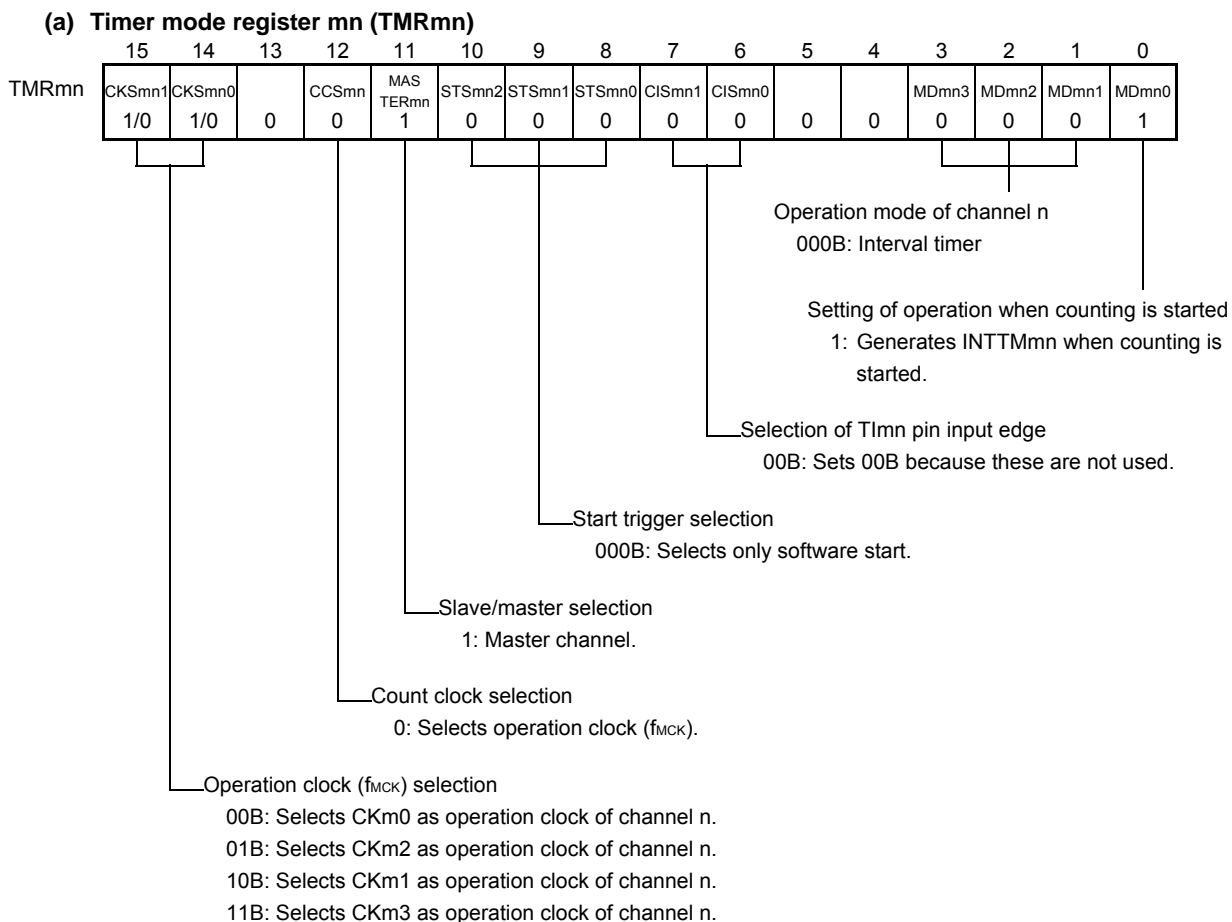 (a) Timer mode register mn (TMRmn)
15 14 13 12 11 10 9 8 7 6 5 4 3 2 1 0
TMRmn CKSmn1 CKSmn0 CCSmn MAS TERmn STSmn2 STSmn1 STSmn0 CISmn1 CISmn0 MDmn3 MDmn2 MDmn1 MDmn0
1/0 1/0 0 0 1 0 0 0 0 0 0 0 0 0 0 1
Operation mode of channel n
000B: Interval timer
Setting of operation when counting is started
1: Generates INTTMmn when counting is
started.
Selection of TImn pin input edge
00B: Sets 00B because these are not used.
Start trigger selection
000B: Selects only software start.
Slave/master selection
1: Master channel.
Count clock selection
0: Selects operation clock (fMCK).
Operation clock (fMCK) selection
00B: Selects CKm0 as operation clock of channel n.
01B: Selects CKm2 as operation clock of channel n.
10B: Selects CKm1 as operation clock of channel n.
11B: Selects CKm3 as operation clock of channel n.